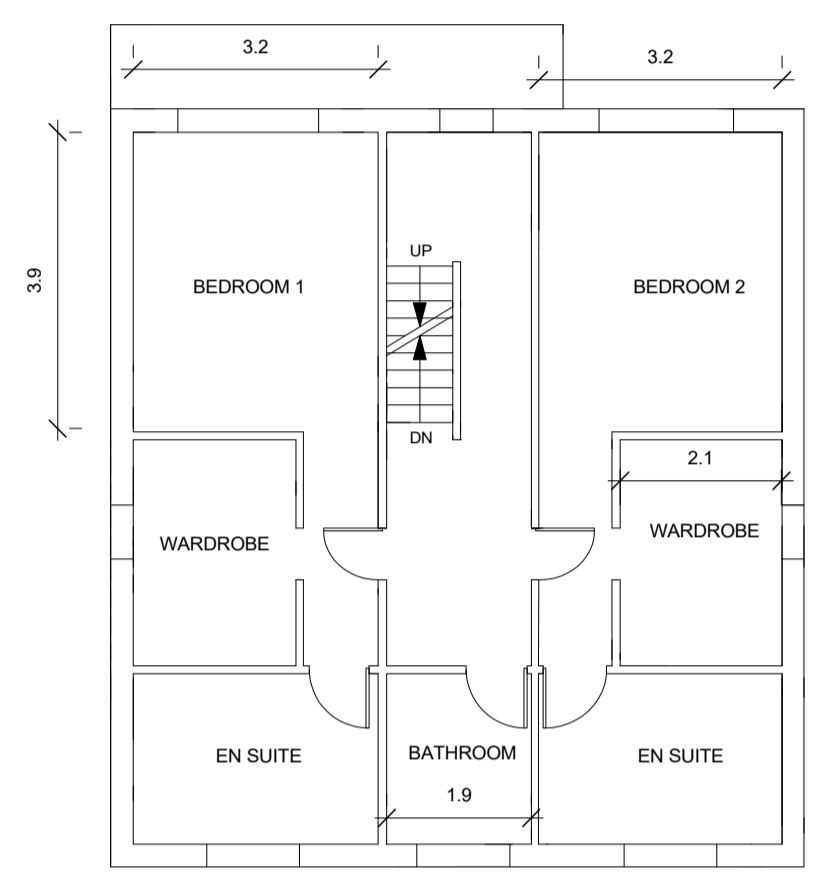 3.2
3.2
UP
3.9
BEDROOM 1
BEDROOM 2
DN
2.1
WARDROBE
WARDROBE
EN SUITE
BATHROOM
EN SUITE
1.9